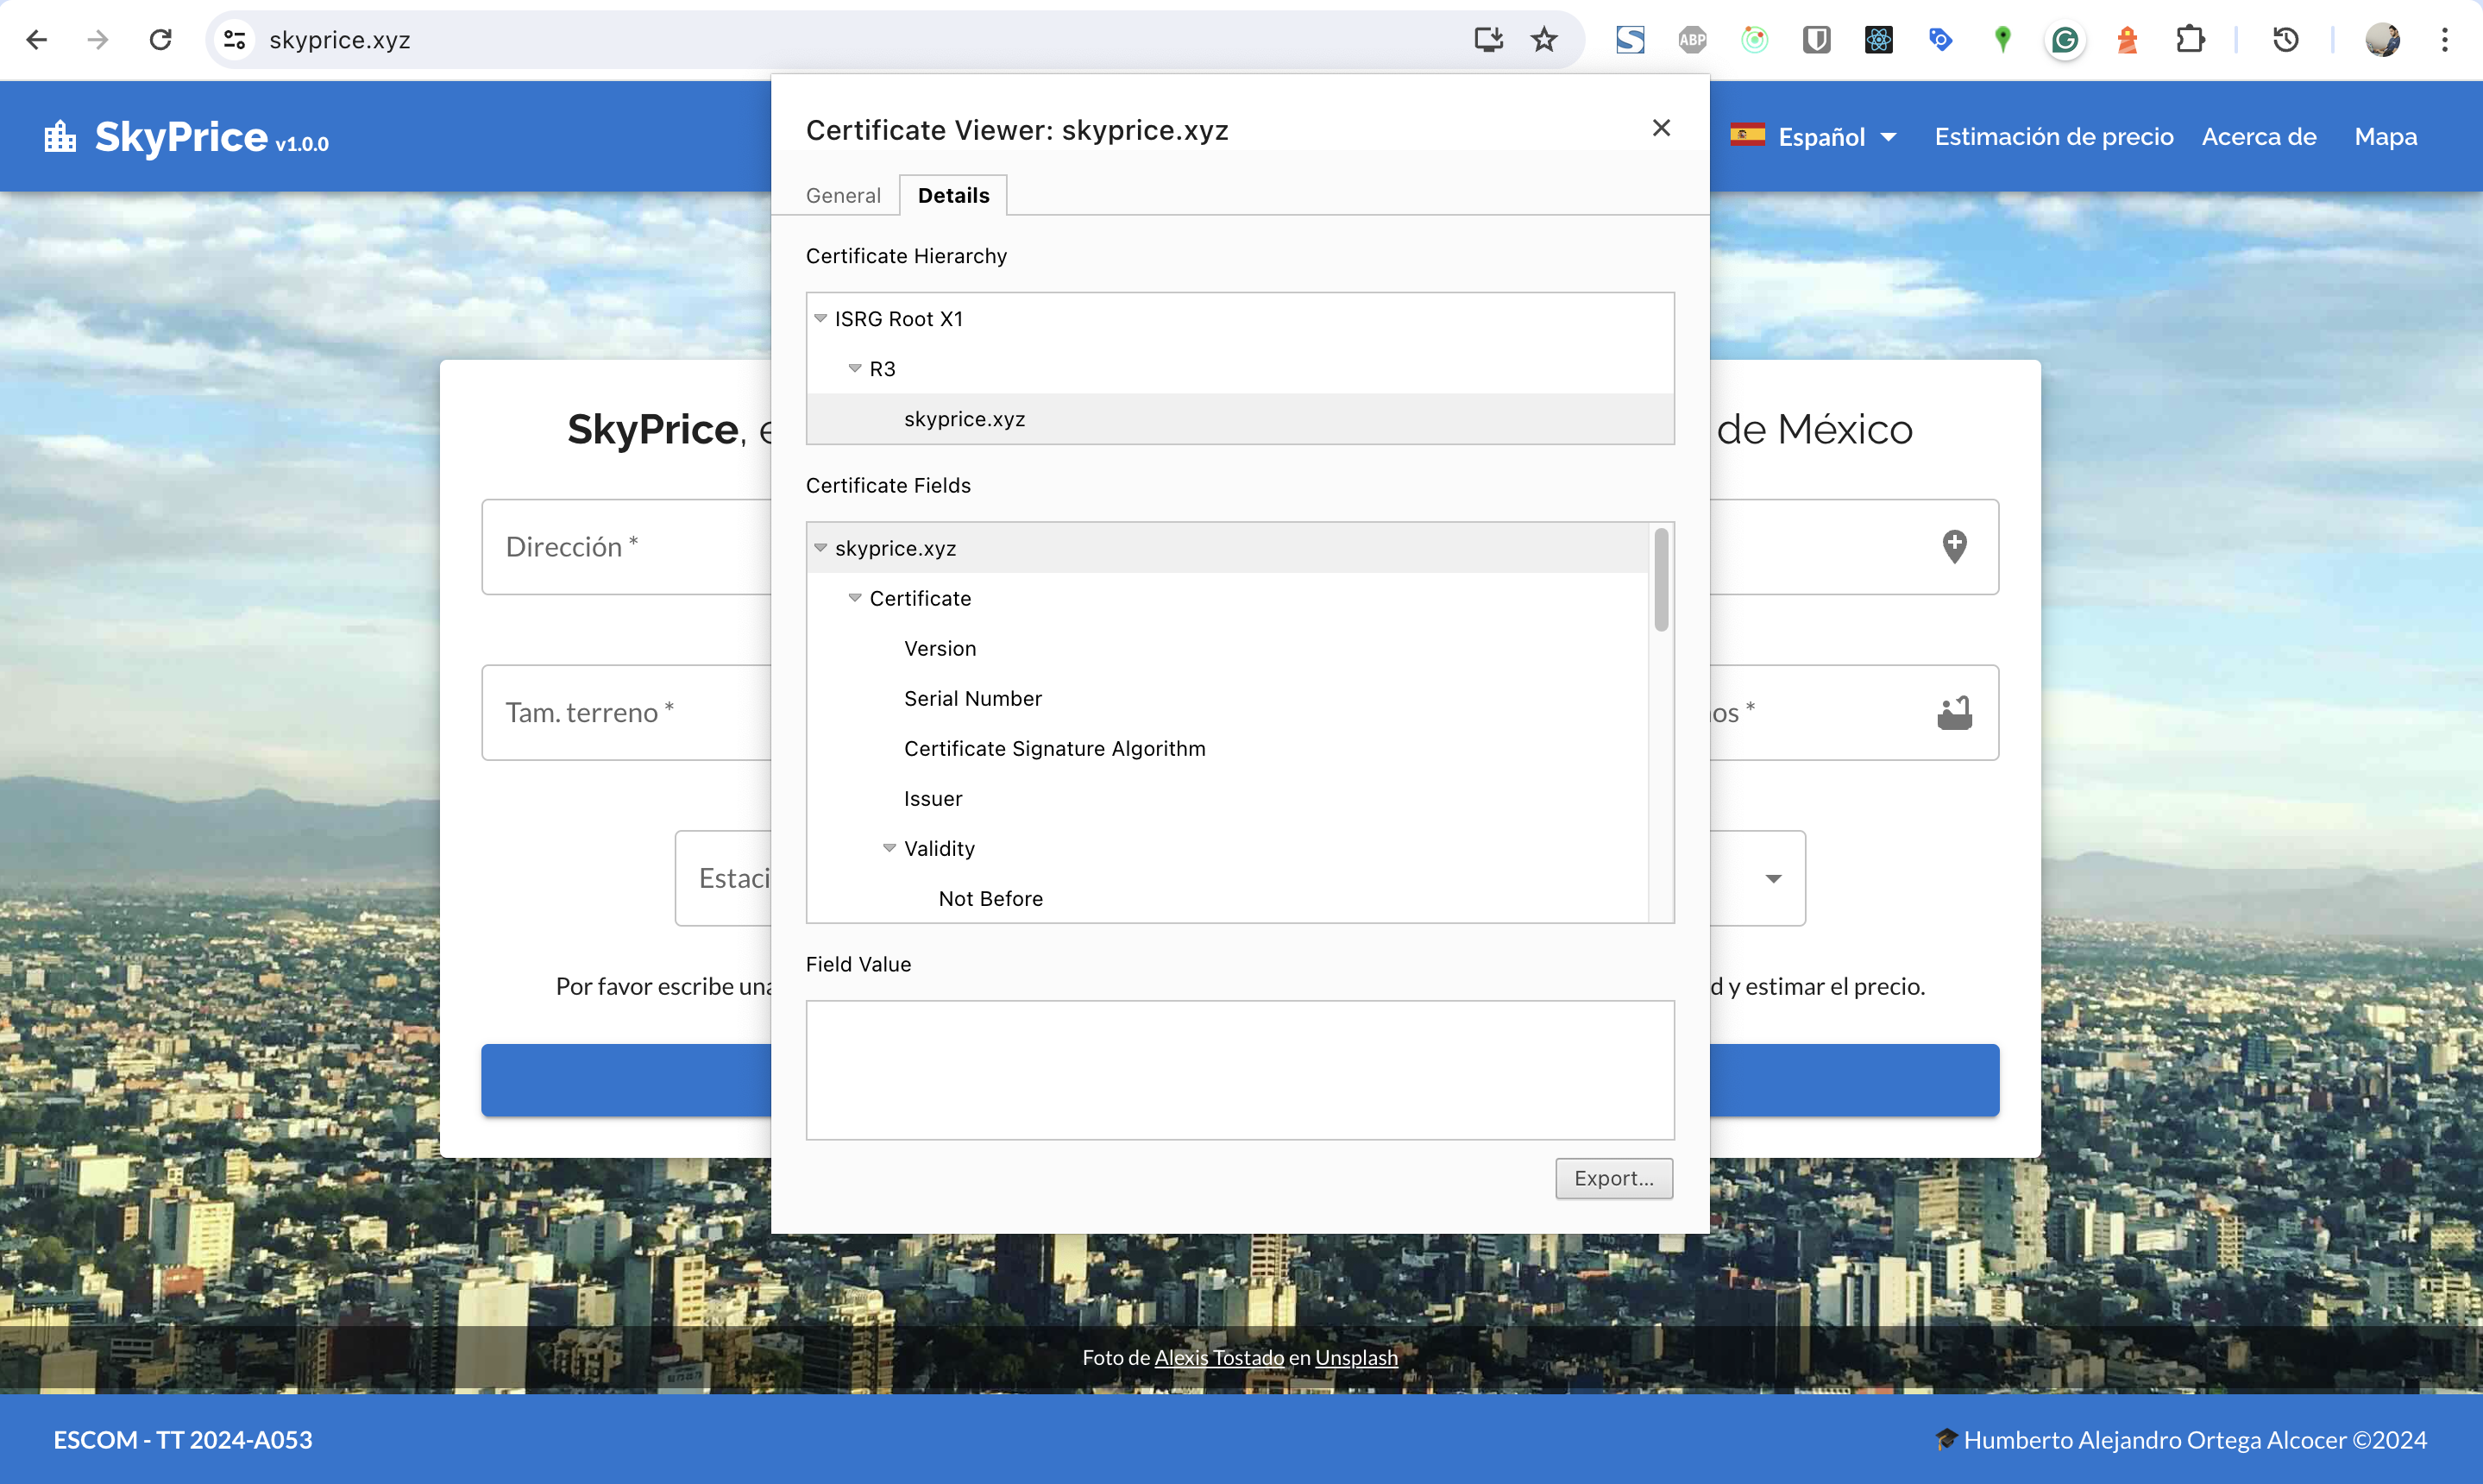 skyprice.xyz
ABP
SkyPrice v1.0.0
Español
Estimación de precio
Acerca de
Mapa
Certificate Viewer: skyprice.xyz
General
Details
Certificate Hierarchy
ISRG Root X1
R3
skyprice.xyz
SkyPrice,
de México
Certificate Fields
skyprice.xyz
Certificate
Version
Serial Number
Certificate Signature Algorithm
Issuer
Validity
Not Before
Dirección *
Tam. terreno *
Field Value
Por favor escribe
y estimar el precio.
Export...
Foto de Alexis Tostado en Unsplash
ESCOM - TT 2024-A053
Humberto Alejandro Ortega Alcocer ©2024